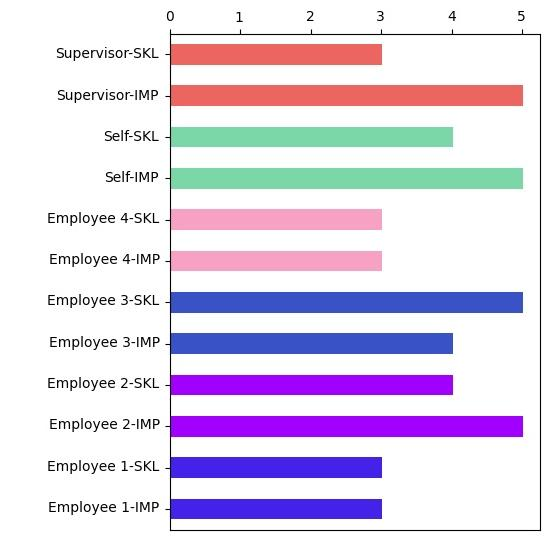 0 1 2 3 4 5
Supervisor-SKL
Supervisor-IMP
Self-SKL
Self-IMP
Employee 4-SKL
Employee 4-IMP
Employee 3-SKL
Employee 3-IMP
Employee 2-SKL
Employee 2-IMP
Employee 1-SKL
Employee 1-IMP